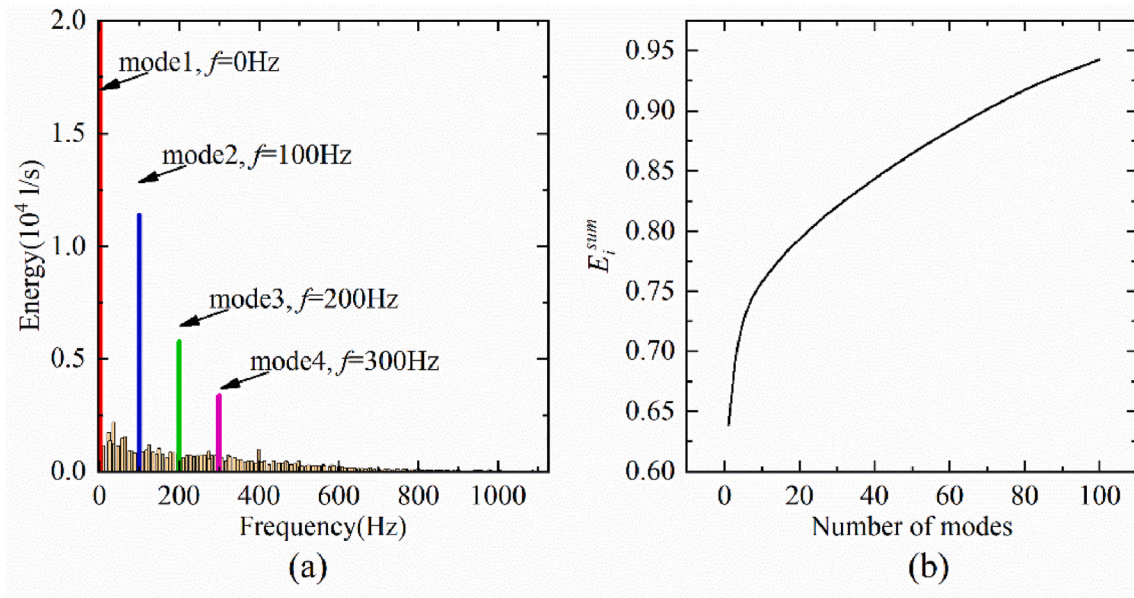 2.0
1.5
1.0
0.5
0.0
Energy(10⁴ 1/s)
mode1, f=0Hz
mode2, f=100Hz
mode3, f=200Hz
mode4, f=300Hz
0 200 400 600 800 1000
Frequency(Hz)
(a)
0.95
0.90
0.85
0.80
0.75
0.70
0.65
0.60
E_i^sum
0 20 40 60 80 100
Number of modes
(b)